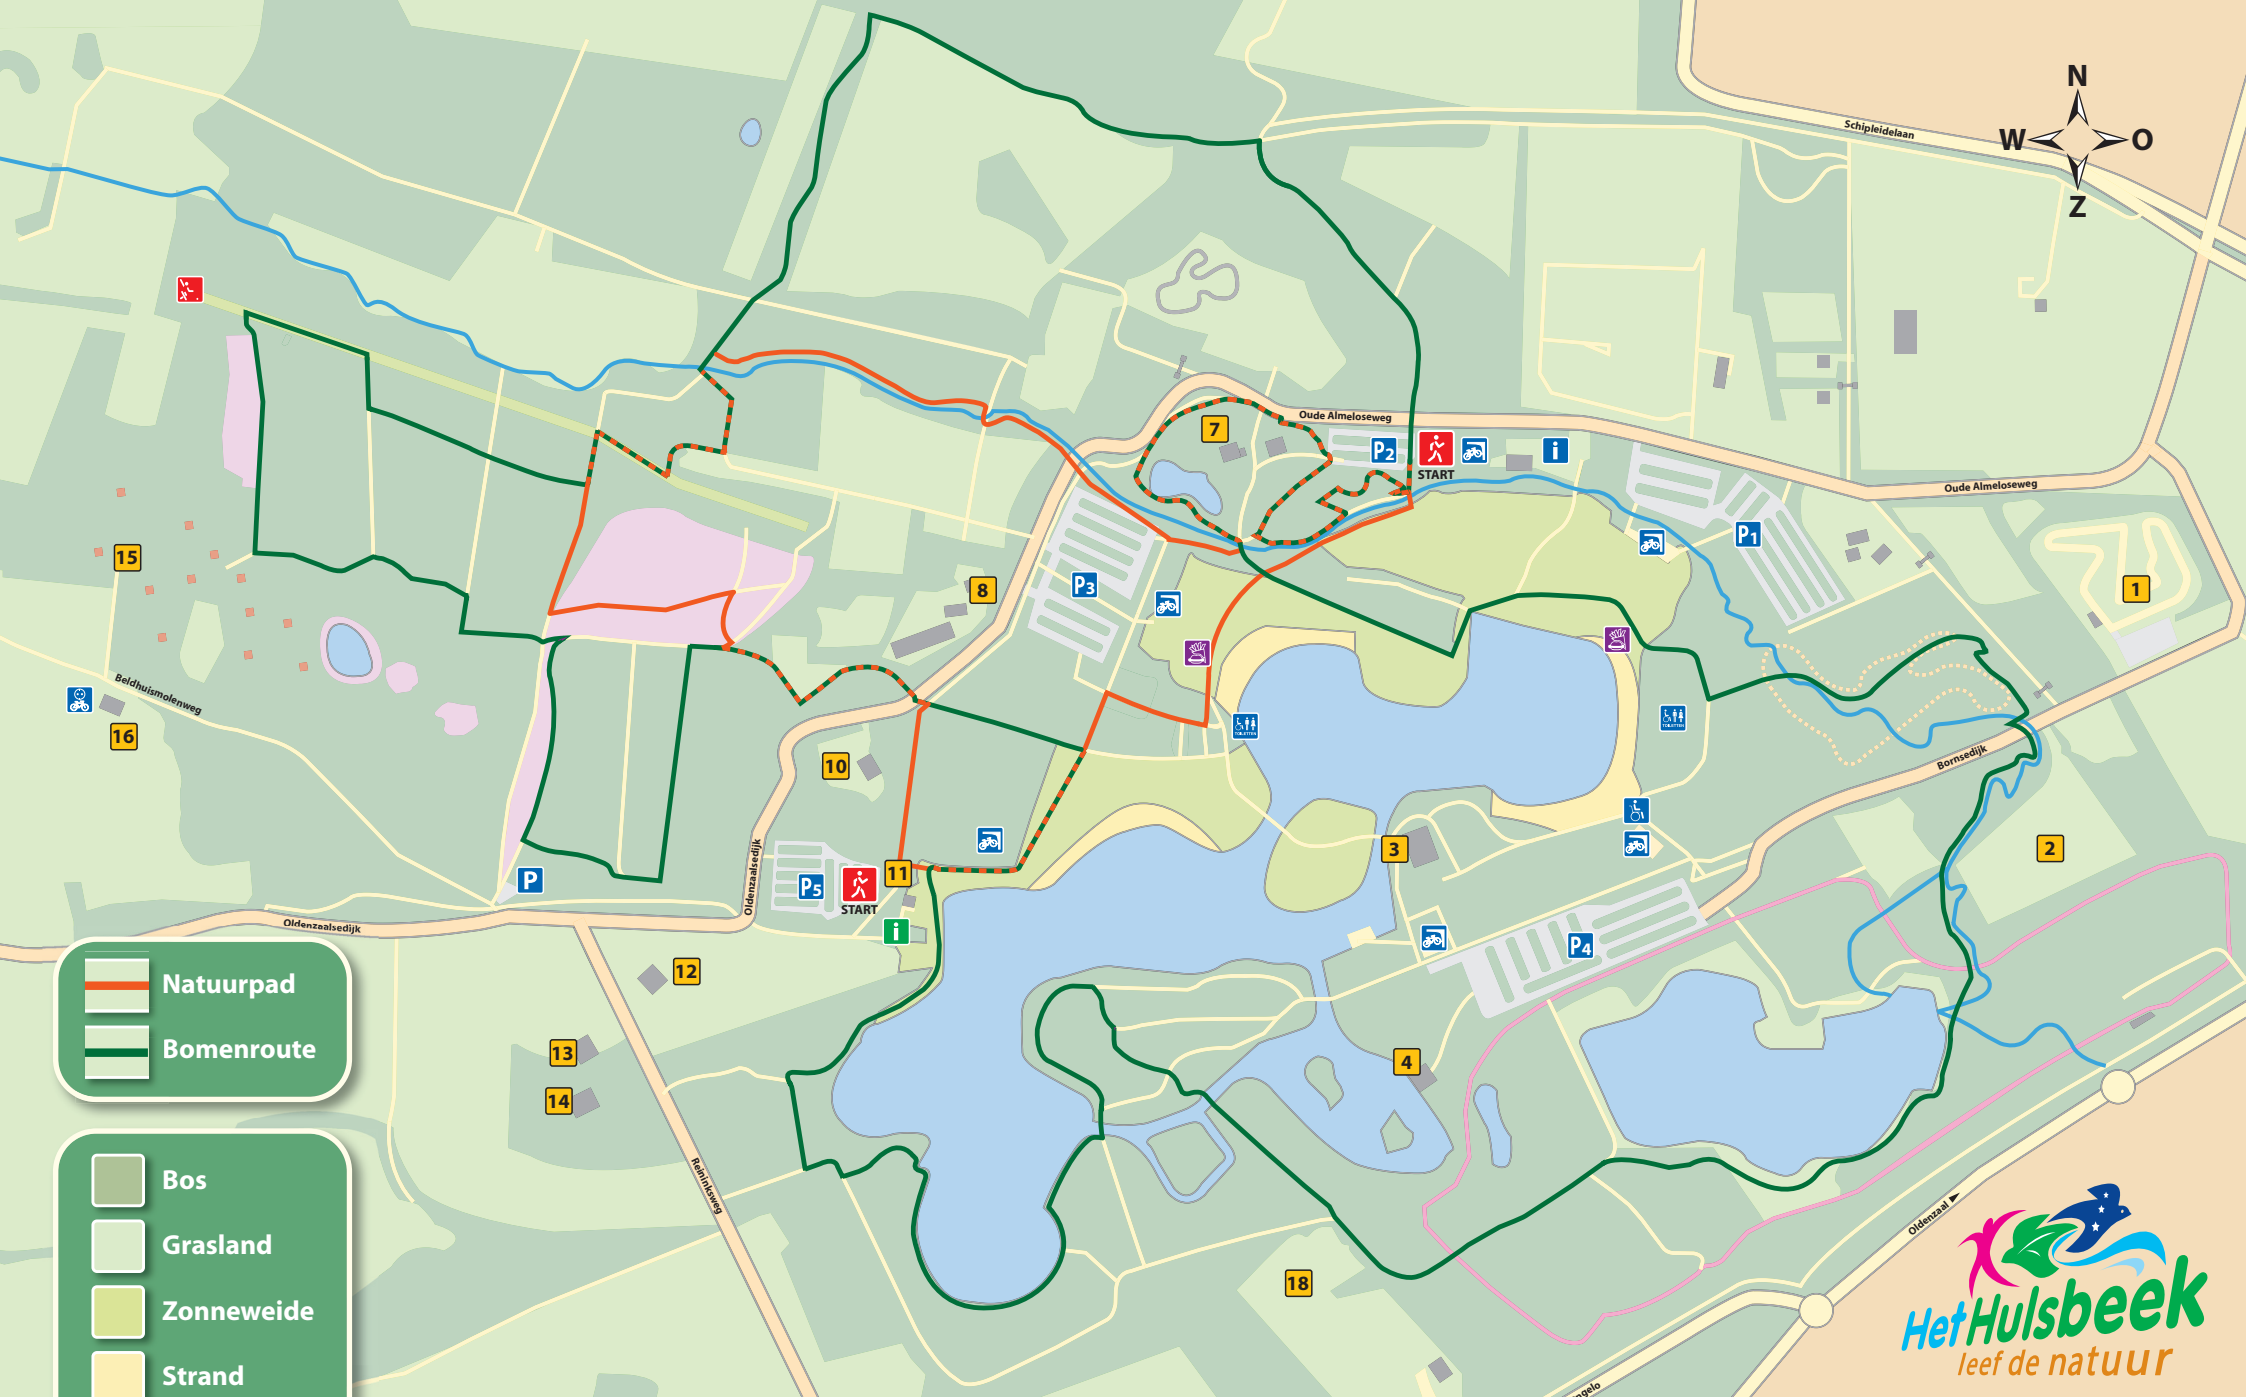 N
W
O
Z
Schipleidelaan
Oude Almeloseweg
7
P2
START
i
Oude Almeloseweg
P1
1
15
8
P3
Beldhuismolenweg
16
10
Bornsedijk
2
3
11
P5
START
Oldenzaalsedijk
P
Oldenzaalsedijk
i
12
P4
TOILETTEN
TOILETTEN
13
14
4
Reininksweg
18
Oldenzaal
Natuurpad
Bomenroute
Bos
Grasland
Zonneweide
Strand
Het Hulsbeek
leef de natuur